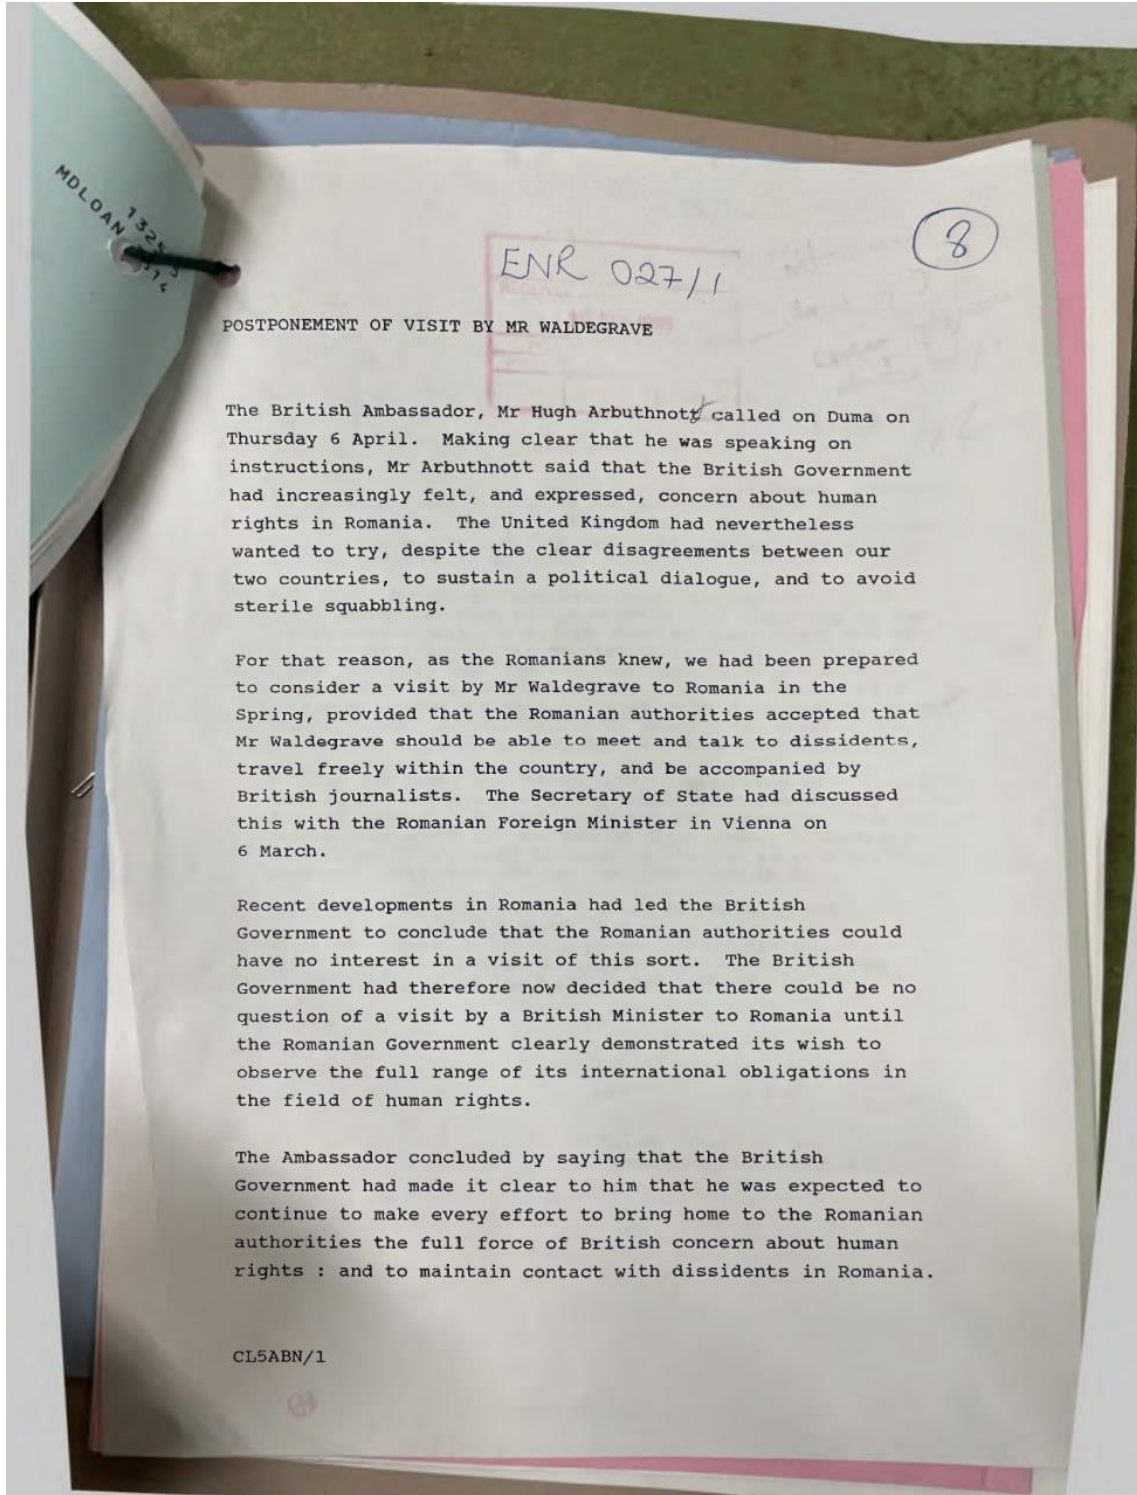 MDLOAN
ENR 027/1
8
POSTPONEMENT OF VISIT BY MR WALDEGRAVE
The British Ambassador, Mr Hugh Arbuthnott called on Duma on
Thursday 6 April. Making clear that he was speaking on
instructions, Mr Arbuthnott said that the British Government
had increasingly felt, and expressed, concern about human
rights in Romania. The United Kingdom had nevertheless
wanted to try, despite the clear disagreements between our
two countries, to sustain a political dialogue, and to avoid
sterile squabbling.
For that reason, as the Romanians knew, we had been prepared
to consider a visit by Mr Waldegrave to Romania in the
Spring, provided that the Romanian authorities accepted that
Mr Waldegrave should be able to meet and talk to dissidents,
travel freely within the country, and be accompanied by
British journalists. The Secretary of State had discussed
this with the Romanian Foreign Minister in Vienna on
6 March.
Recent developments in Romania had led the British
Government to conclude that the Romanian authorities could
have no interest in a visit of this sort. The British
Government had therefore now decided that there could be no
question of a visit by a British Minister to Romania until
the Romanian Government clearly demonstrated its wish to
observe the full range of its international obligations in
the field of human rights.
The Ambassador concluded by saying that the British
Government had made it clear to him that he was expected to
continue to make every effort to bring home to the Romanian
authorities the full force of British concern about human
rights : and to maintain contact with dissidents in Romania.
CL5ABN/1